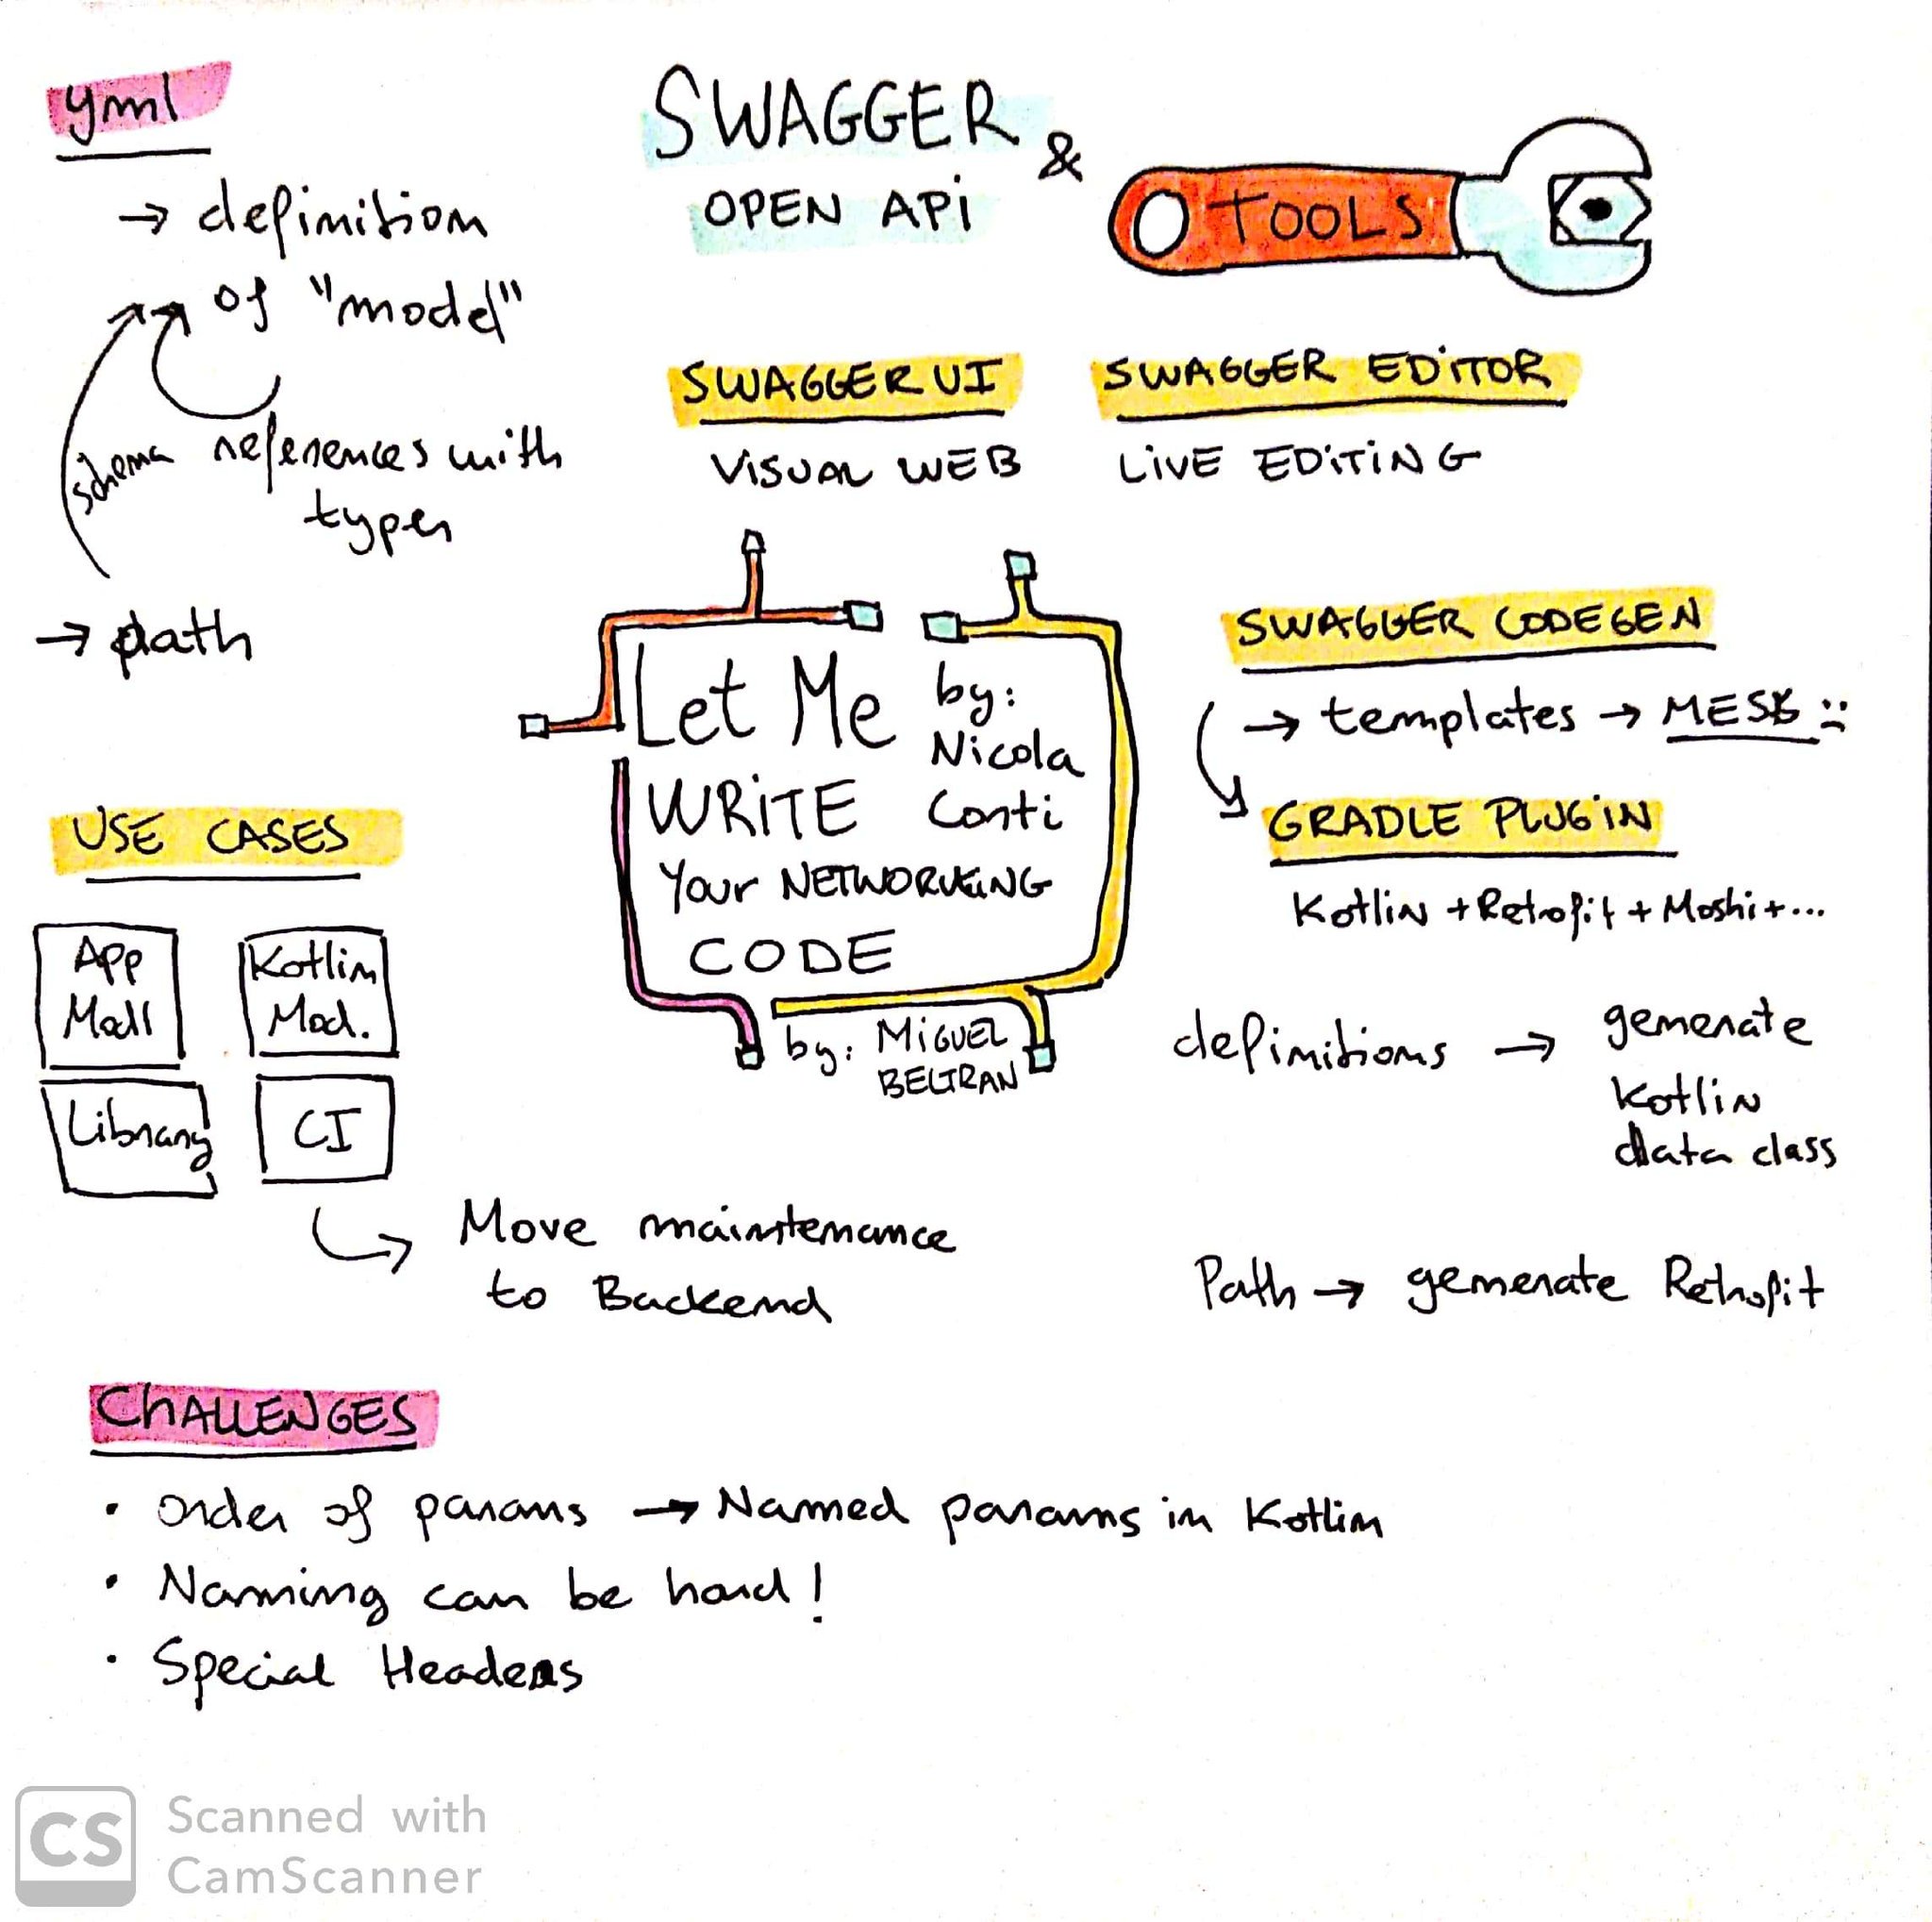 yml
→ definition
of "model"
schema
references with
types
→ path
SWAGGER
OPEN APi
&
TOOLS
SWAGGER UI
ViSUAL WEB
SWAGGER EDiTOR
LiVE EDiTiNG
Let Me
WRiTE
Your NETWORKING
CODE
by:
Nicola
Conti
by: MiGUEL
BELTRAN
SWAGGER CODEGEN
→ templates → MESS :(
GRADLE PLUGiN
Kotlin + Retrofit + Moshi + ...
definitions → generate
Kotlin
data class
Path → generate Retrofit
USE CASES
App
Kotlin
Mod.
Library
CI
Move maintenance
to Backend
ChALLENGES
• Order of params → Named params in Kotlin
• Naming can be hard!
• Special Headers
CS
Scanned with
CamScanner